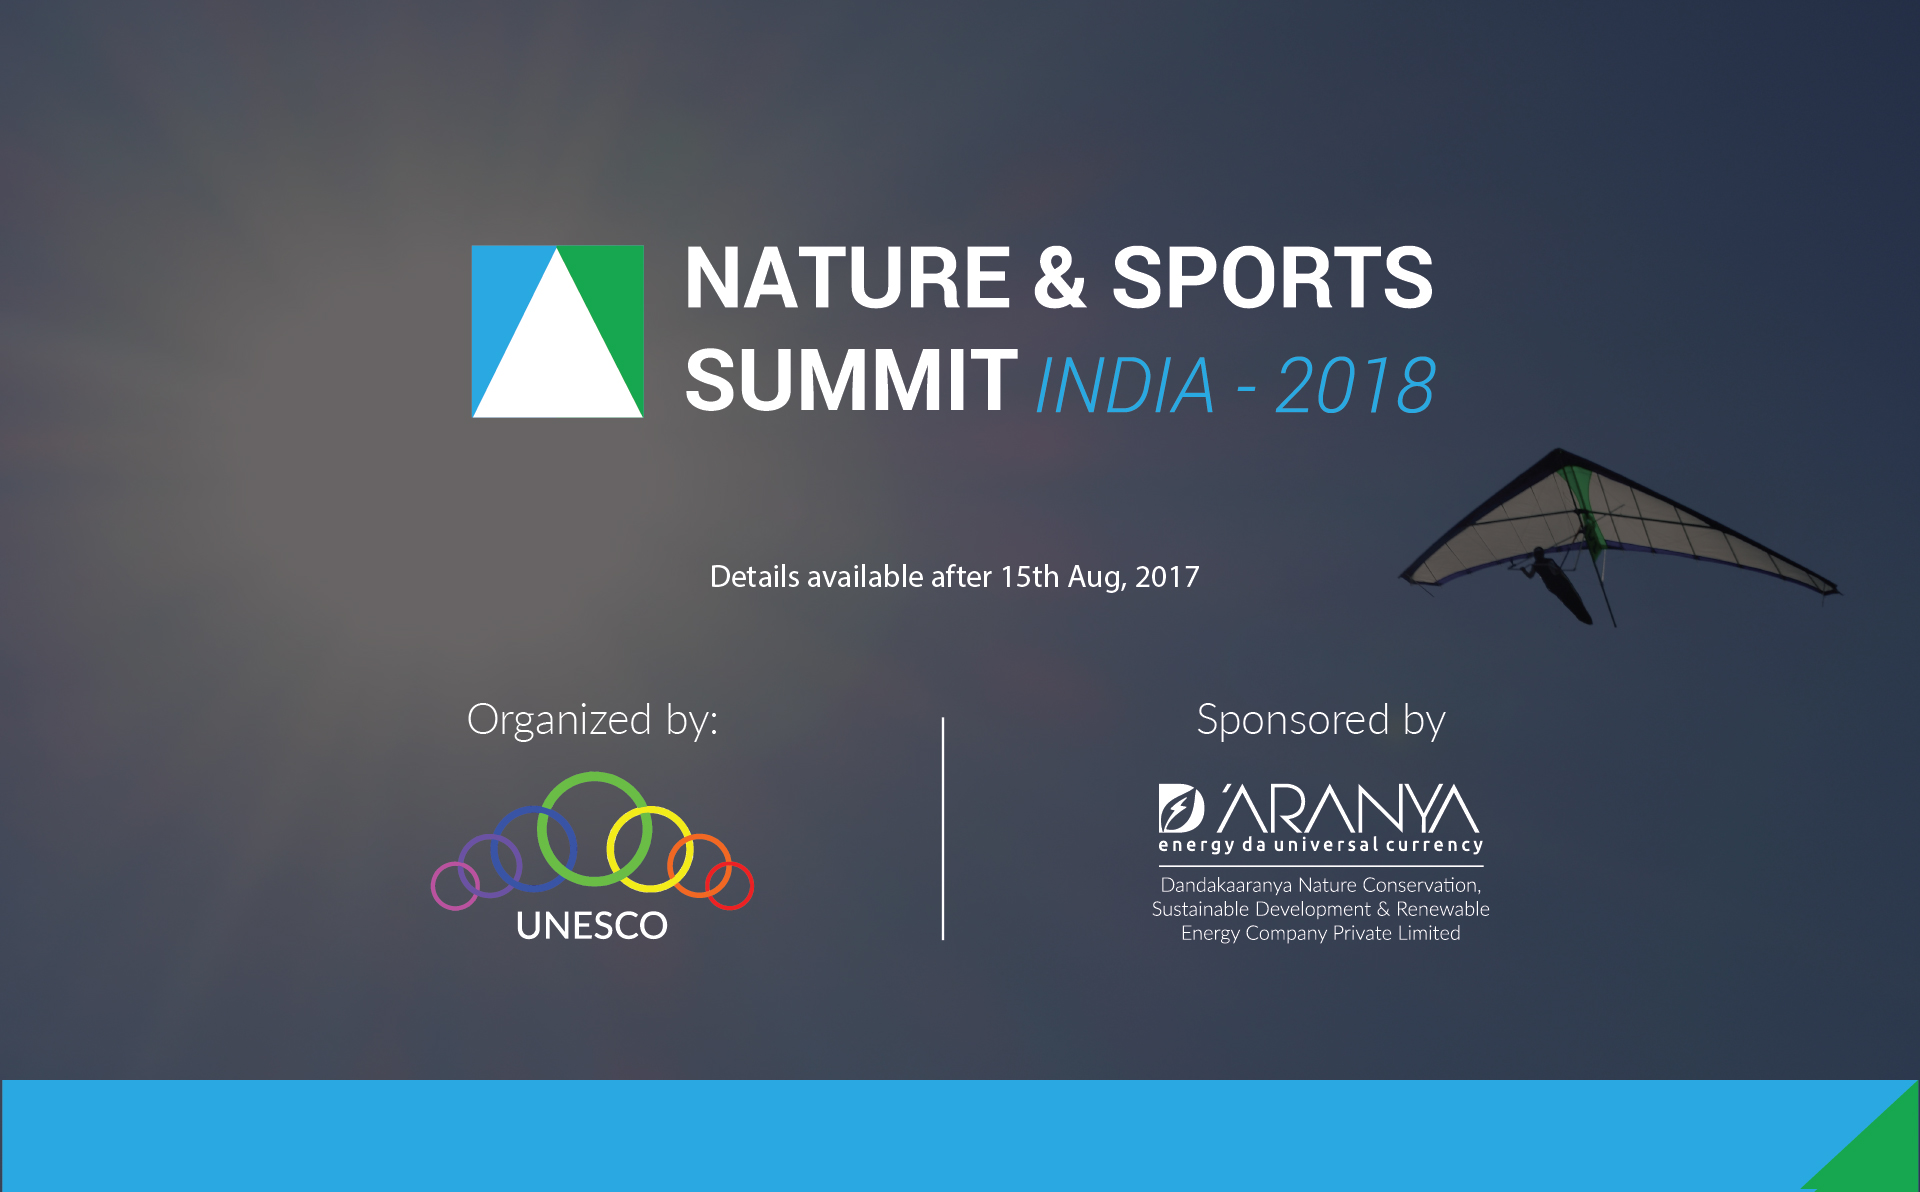 NATURE & SPORTS
SUMMIT INDIA - 2018
Details available after 15th Aug, 2017
Organized by:
UNESCO
Sponsored by
D'ARANYA
energy da universal currency
Dandakaaranya Nature Conservation,
Sustainable Development & Renewable
Energy Company Private Limited